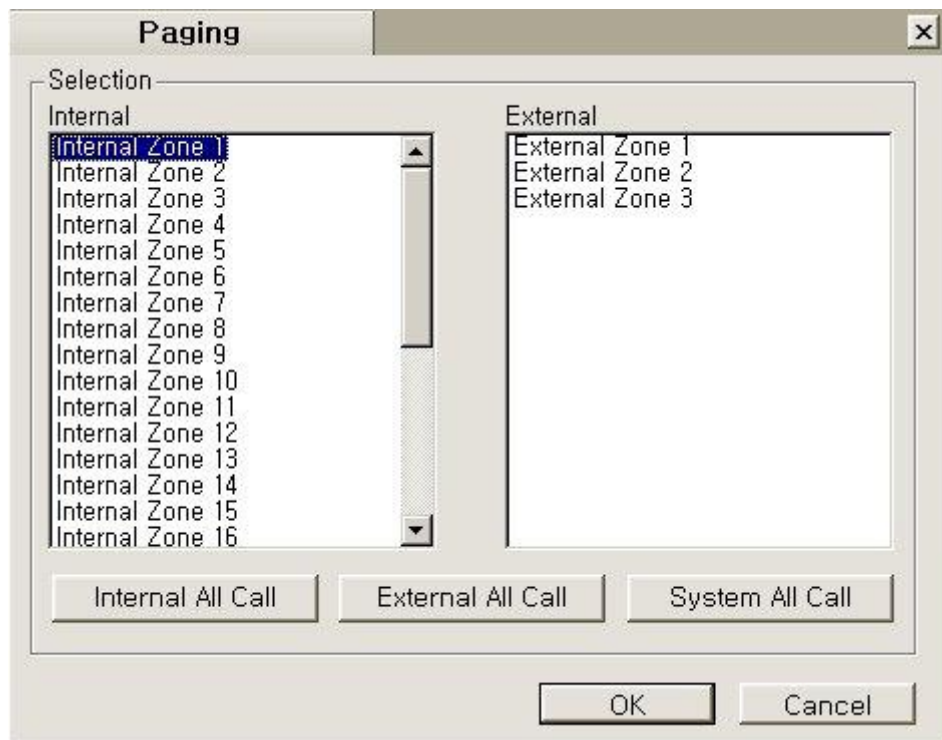 Paging
Selection
Internal
Internal Zone 1
Internal Zone 2
Internal Zone 3
Internal Zone 4
Internal Zone 5
Internal Zone 6
Internal Zone 7
Internal Zone 8
Internal Zone 9
Internal Zone 10
Internal Zone 11
Internal Zone 12
Internal Zone 13
Internal Zone 14
Internal Zone 15
Internal Zone 16
External
External Zone 1
External Zone 2
External Zone 3
Internal All Call
External All Call
System All Call
OK
Cancel